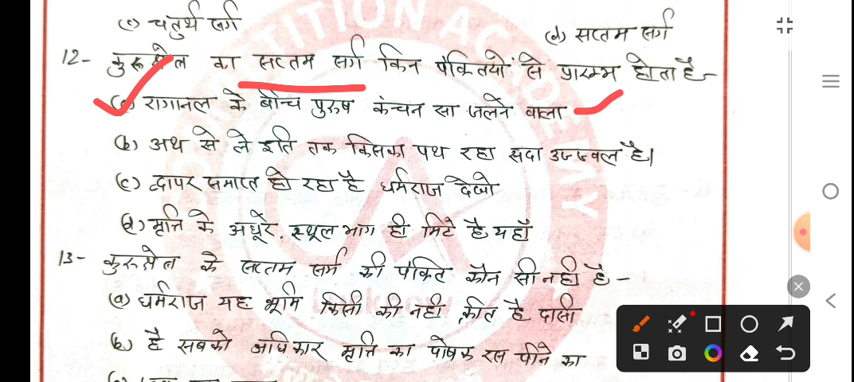 (c) चतुर्थ सर्ग (d) सप्तम सर्ग
12- कुरुक्षेत्र का सप्तम सर्ग किन पंक्तियों से प्रारम्भ होता है-
(a) रागानल के बीच पुरुष कंचन सा जलने वाला
(b) अथ से ले इति तक किसका पथ रहा सदा उज्जवल है।
(c) द्वापर समाप्त हो रहा है धर्मराज देखो
(d) मृत्ति के अधूरे, स्थूल भाग ही मिटे है यहाँ
13- कुरुक्षेत्र के सप्तम सर्ग की पंक्ति कौन सी नही है-
(a) धर्मराज यह भूमि किसी की नही क्रीत है दासी
(b) है सबको अधिकार मृत्ति का पोषक रस पीने का